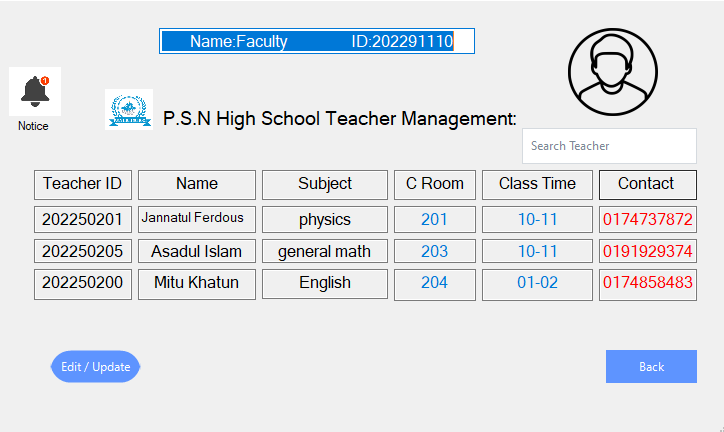 Name:Faculty ID:202291110
1
Notice
P.S.N High School Teacher Management:
Search Teacher
Teacher ID Name Subject C Room Class Time Contact
202250201 Jannatul Ferdous physics 201 10-11 0174737872
202250205 Asadul Islam general math 203 10-11 0191929374
202250200 Mitu Khatun English 204 01-02 0174858483
Edit / Update Back